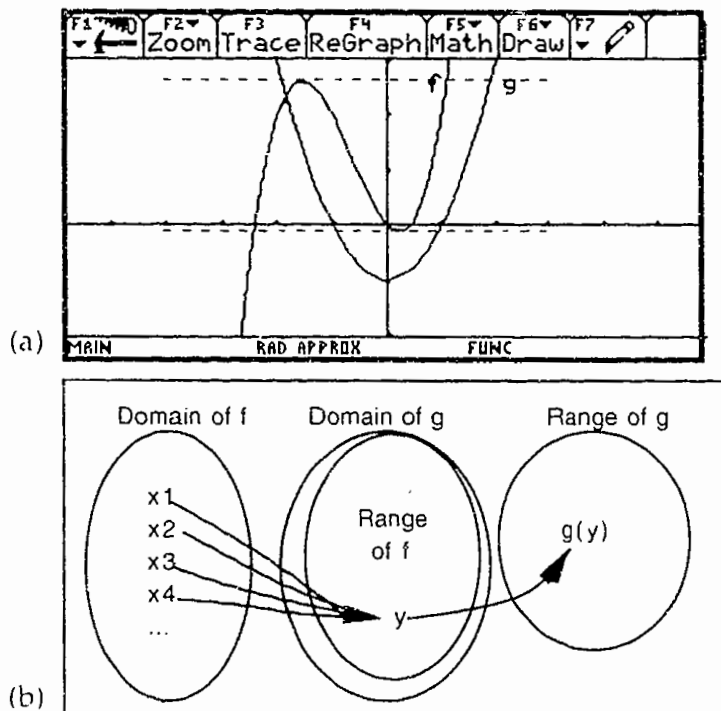 F1 F2 F3 F4 F5 F6 F7
Zoom Trace ReGraph Math Draw
f g
(a)
MAIN RAD APPROX FUNC
Domain of f Domain of g Range of g
x1
x2
x3
x4
...
Range
of f
y
g(y)
(b)